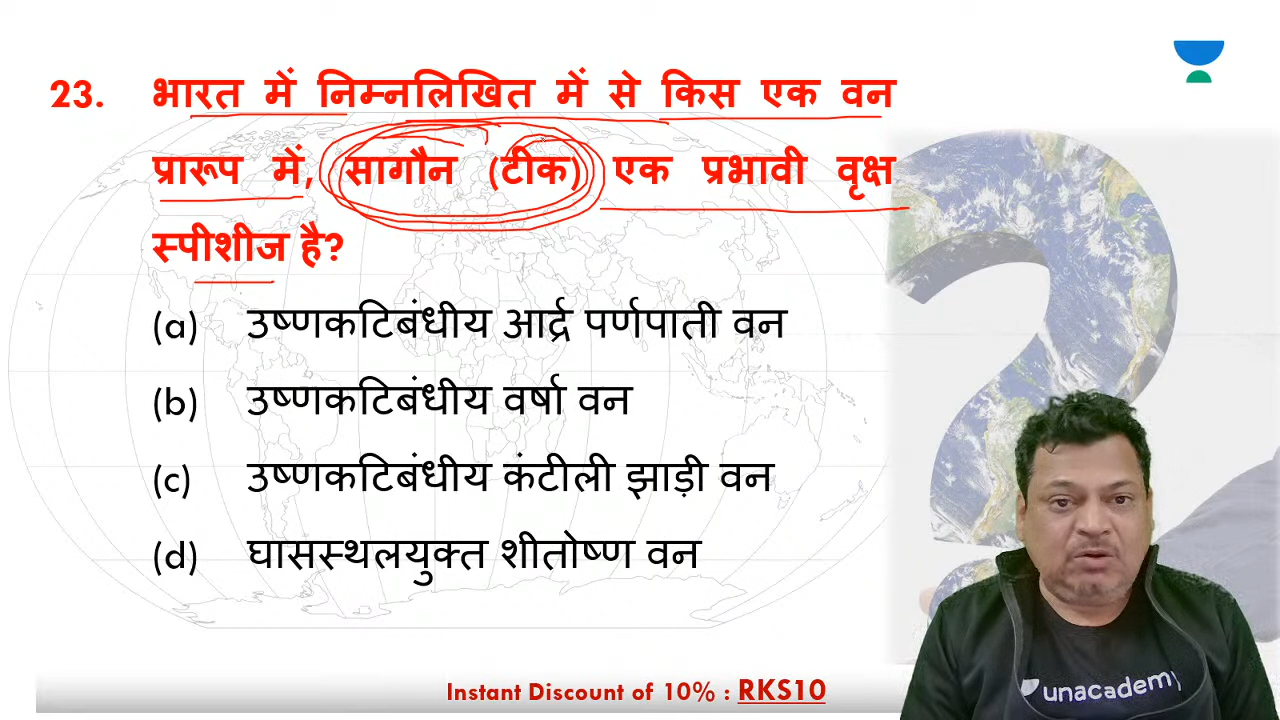 23. भारत में निम्नलिखित में से किस एक वन
प्रारूप में, सागौन (टीक) एक प्रभावी वृक्ष
स्पीशीज है?
(a) उष्णकटिबंधीय आर्द्र पर्णपाती वन
(b) उष्णकटिबंधीय वर्षा वन
(c) उष्णकटिबंधीय कंटीली झाड़ी वन
(d) घासस्थलयुक्त शीतोष्ण वन
unacademy
Instant Discount of 10% : RKS10